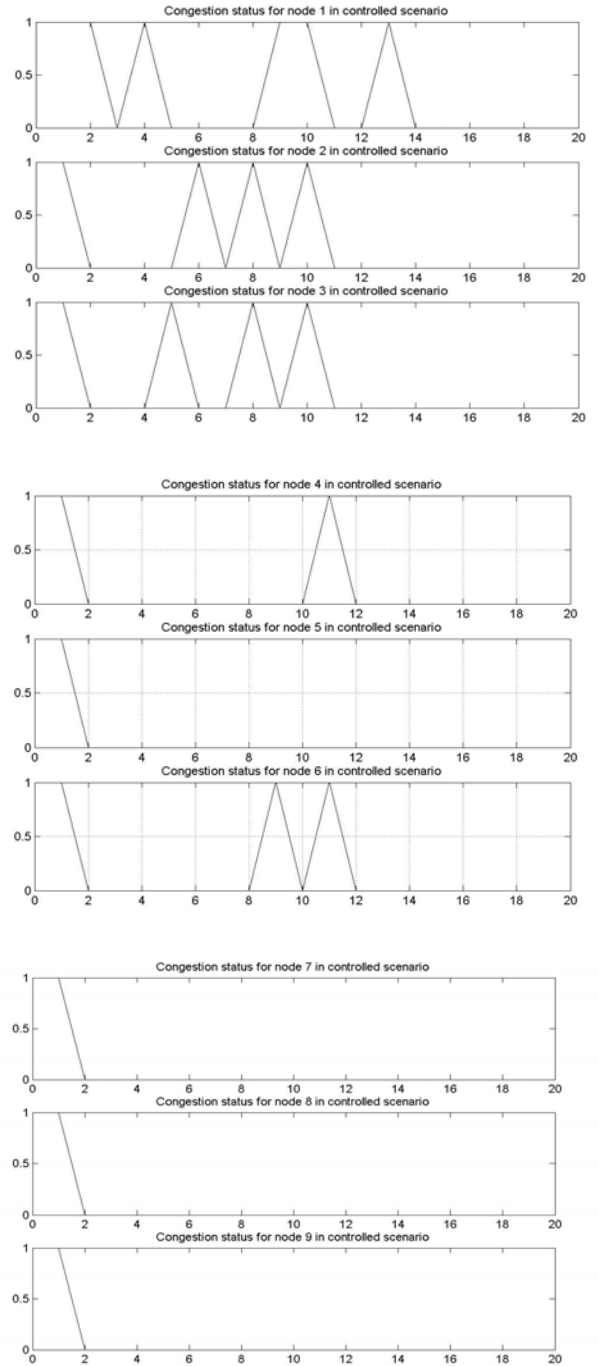 Congestion status for node 1 in controlled scenario
1
0.5
0
0 2 4 6 8 10 12 14 16 18 20
Congestion status for node 2 in controlled scenario
1
0.5
0
0 2 4 6 8 10 12 14 16 18 20
Congestion status for node 3 in controlled scenario
1
0.5
0
0 2 4 6 8 10 12 14 16 18 20
Congestion status for node 4 in controlled scenario
1
0.5
0
0 2 4 6 8 10 12 14 16 18 20
Congestion status for node 5 in controlled scenario
1
0.5
0
0 2 4 6 8 10 12 14 16 18 20
Congestion status for node 6 in controlled scenario
1
0.5
0
0 2 4 6 8 10 12 14 16 18 20
Congestion status for node 7 in controlled scenario
1
0.5
0
0 2 4 6 8 10 12 14 16 18 20
Congestion status for node 8 in controlled scenario
1
0.5
0
0 2 4 6 8 10 12 14 16 18 20
Congestion status for node 9 in controlled scenario
1
0.5
0
0 2 4 6 8 10 12 14 16 18 20